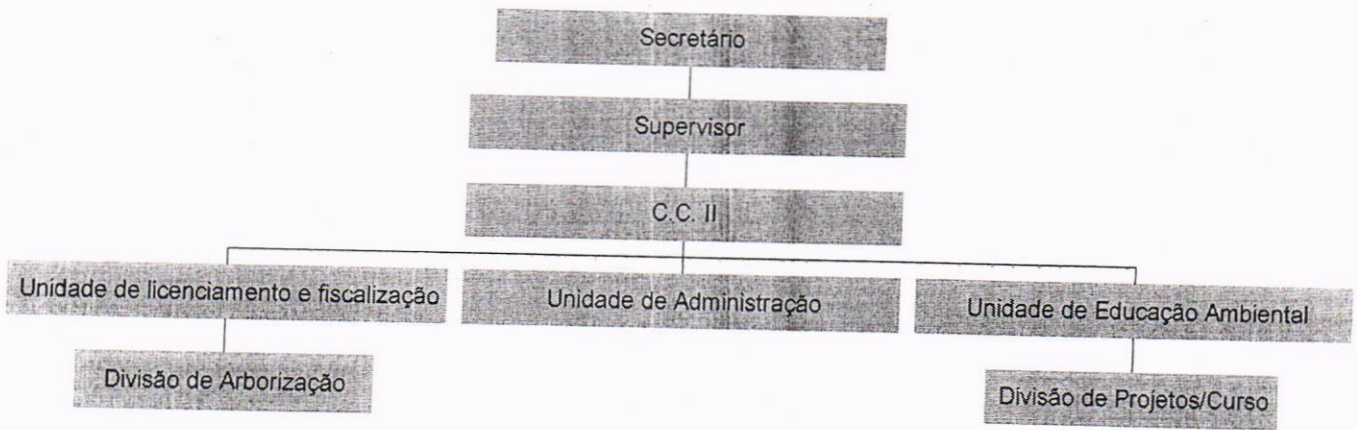 Secretário
Supervisor
C.C. II
Unidade de licenciamento e fiscalização
Unidade de Administração
Unidade de Educação Ambiental
Divisão de Arborização
Divisão de Projetos/Curso